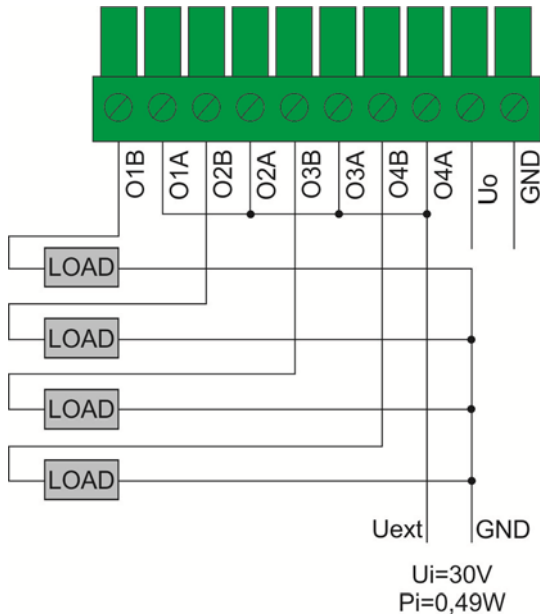 O1B
O1A
O2B
O2A
O3B
O3A
O4B
O4A
Uo
GND
LOAD
LOAD
LOAD
LOAD
Uext
GND
Ui=30V
Pi=0,49W